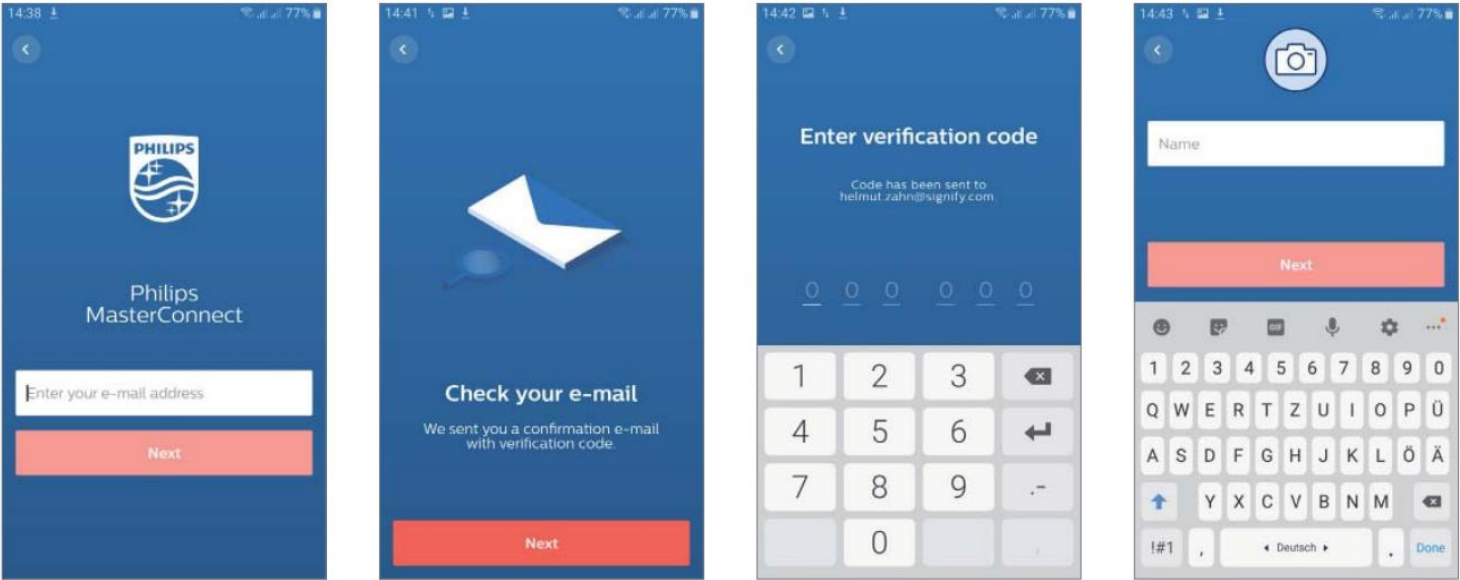 14:38
77%
PHILIPS
Philips
MasterConnect
Enter your e-mail address
Next
14:41
77%
Check your e-mail
We sent you a confirmation e-mail
with verification code.
Next
14:42
77%
Enter verification code
Code has been sent to
helmut.zahn@signify.com.
0 0 0 0 0 0
1 2 3
4 5 6
7 8 9 .-
0 ,
14:43
77%
Name
Next
GIF
1 2 3 4 5 6 7 8 9 0
Q W E R T Z U I O P Ü
A S D F G H J K L Ö Ä
Y X C V B N M
!#1 , Deutsch . Done